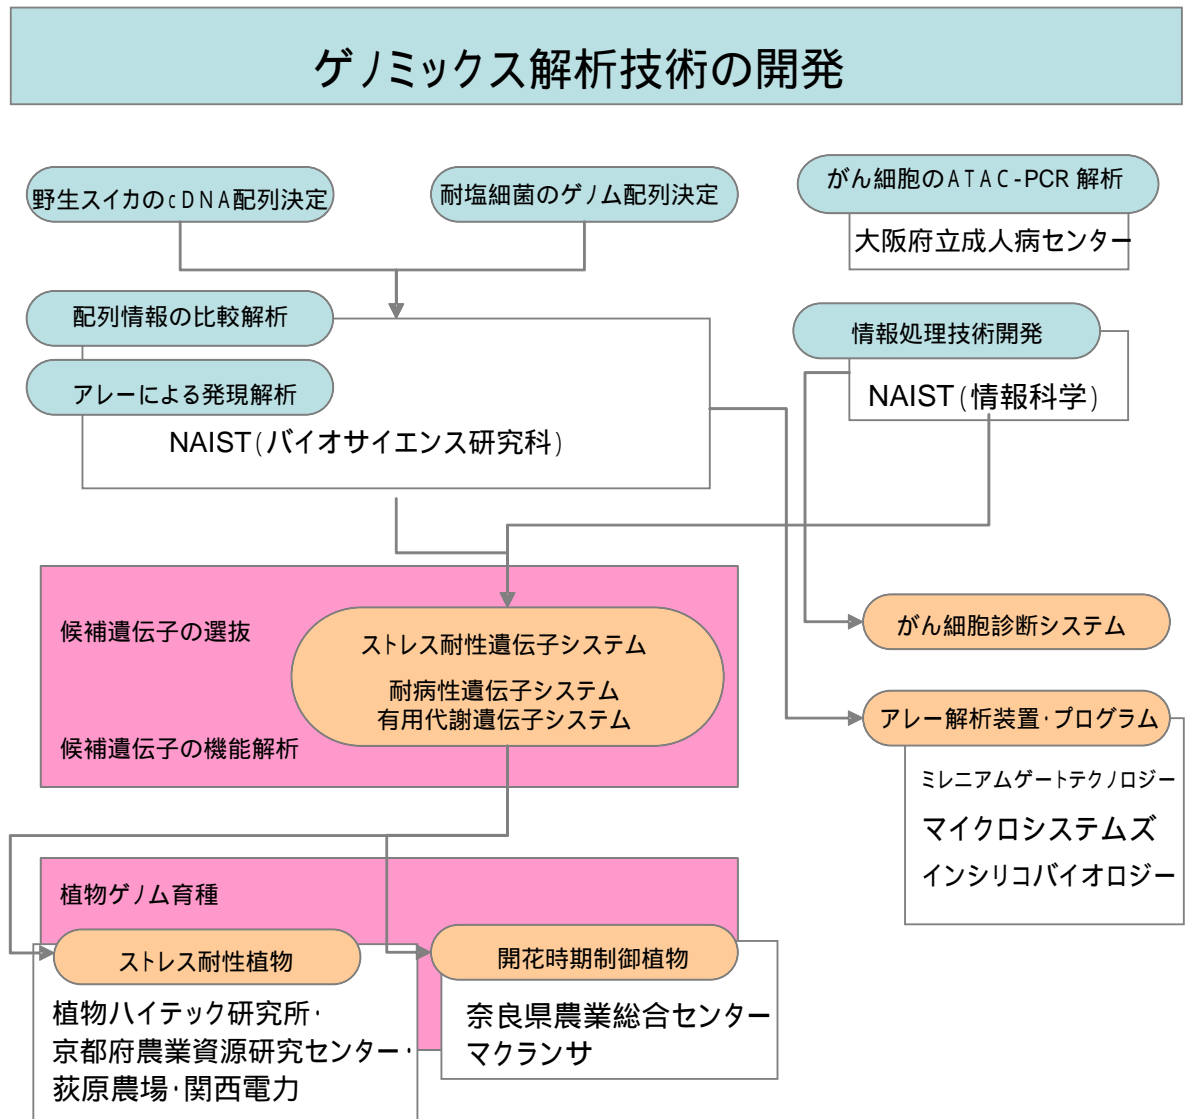 ゲノミックス解析技術の開発
野生スイカのcDNA配列決定
耐塩細菌のゲノム配列決定
がん細胞のATAC-PCR 解析
大阪府立成人病センター
配列情報の比較解析
アレーによる発現解析
NAIST(バイオサイエンス研究科)
情報処理技術開発
NAIST(情報科学)
候補遺伝子の選抜
候補遺伝子の機能解析
ストレス耐性遺伝子システム
耐病性遺伝子システム
有用代謝遺伝子システム
がん細胞診断システム
アレー解析装置・プログラム
ミレニアムゲートテクノロジー
マイクロシステムズ
インシリコバイオロジー
植物ゲノム育種
ストレス耐性植物
植物ハイテック研究所・
京都府農業資源研究センター・
荻原農場・関西電力
開花時期制御植物
奈良県農業総合センター
マクランサ